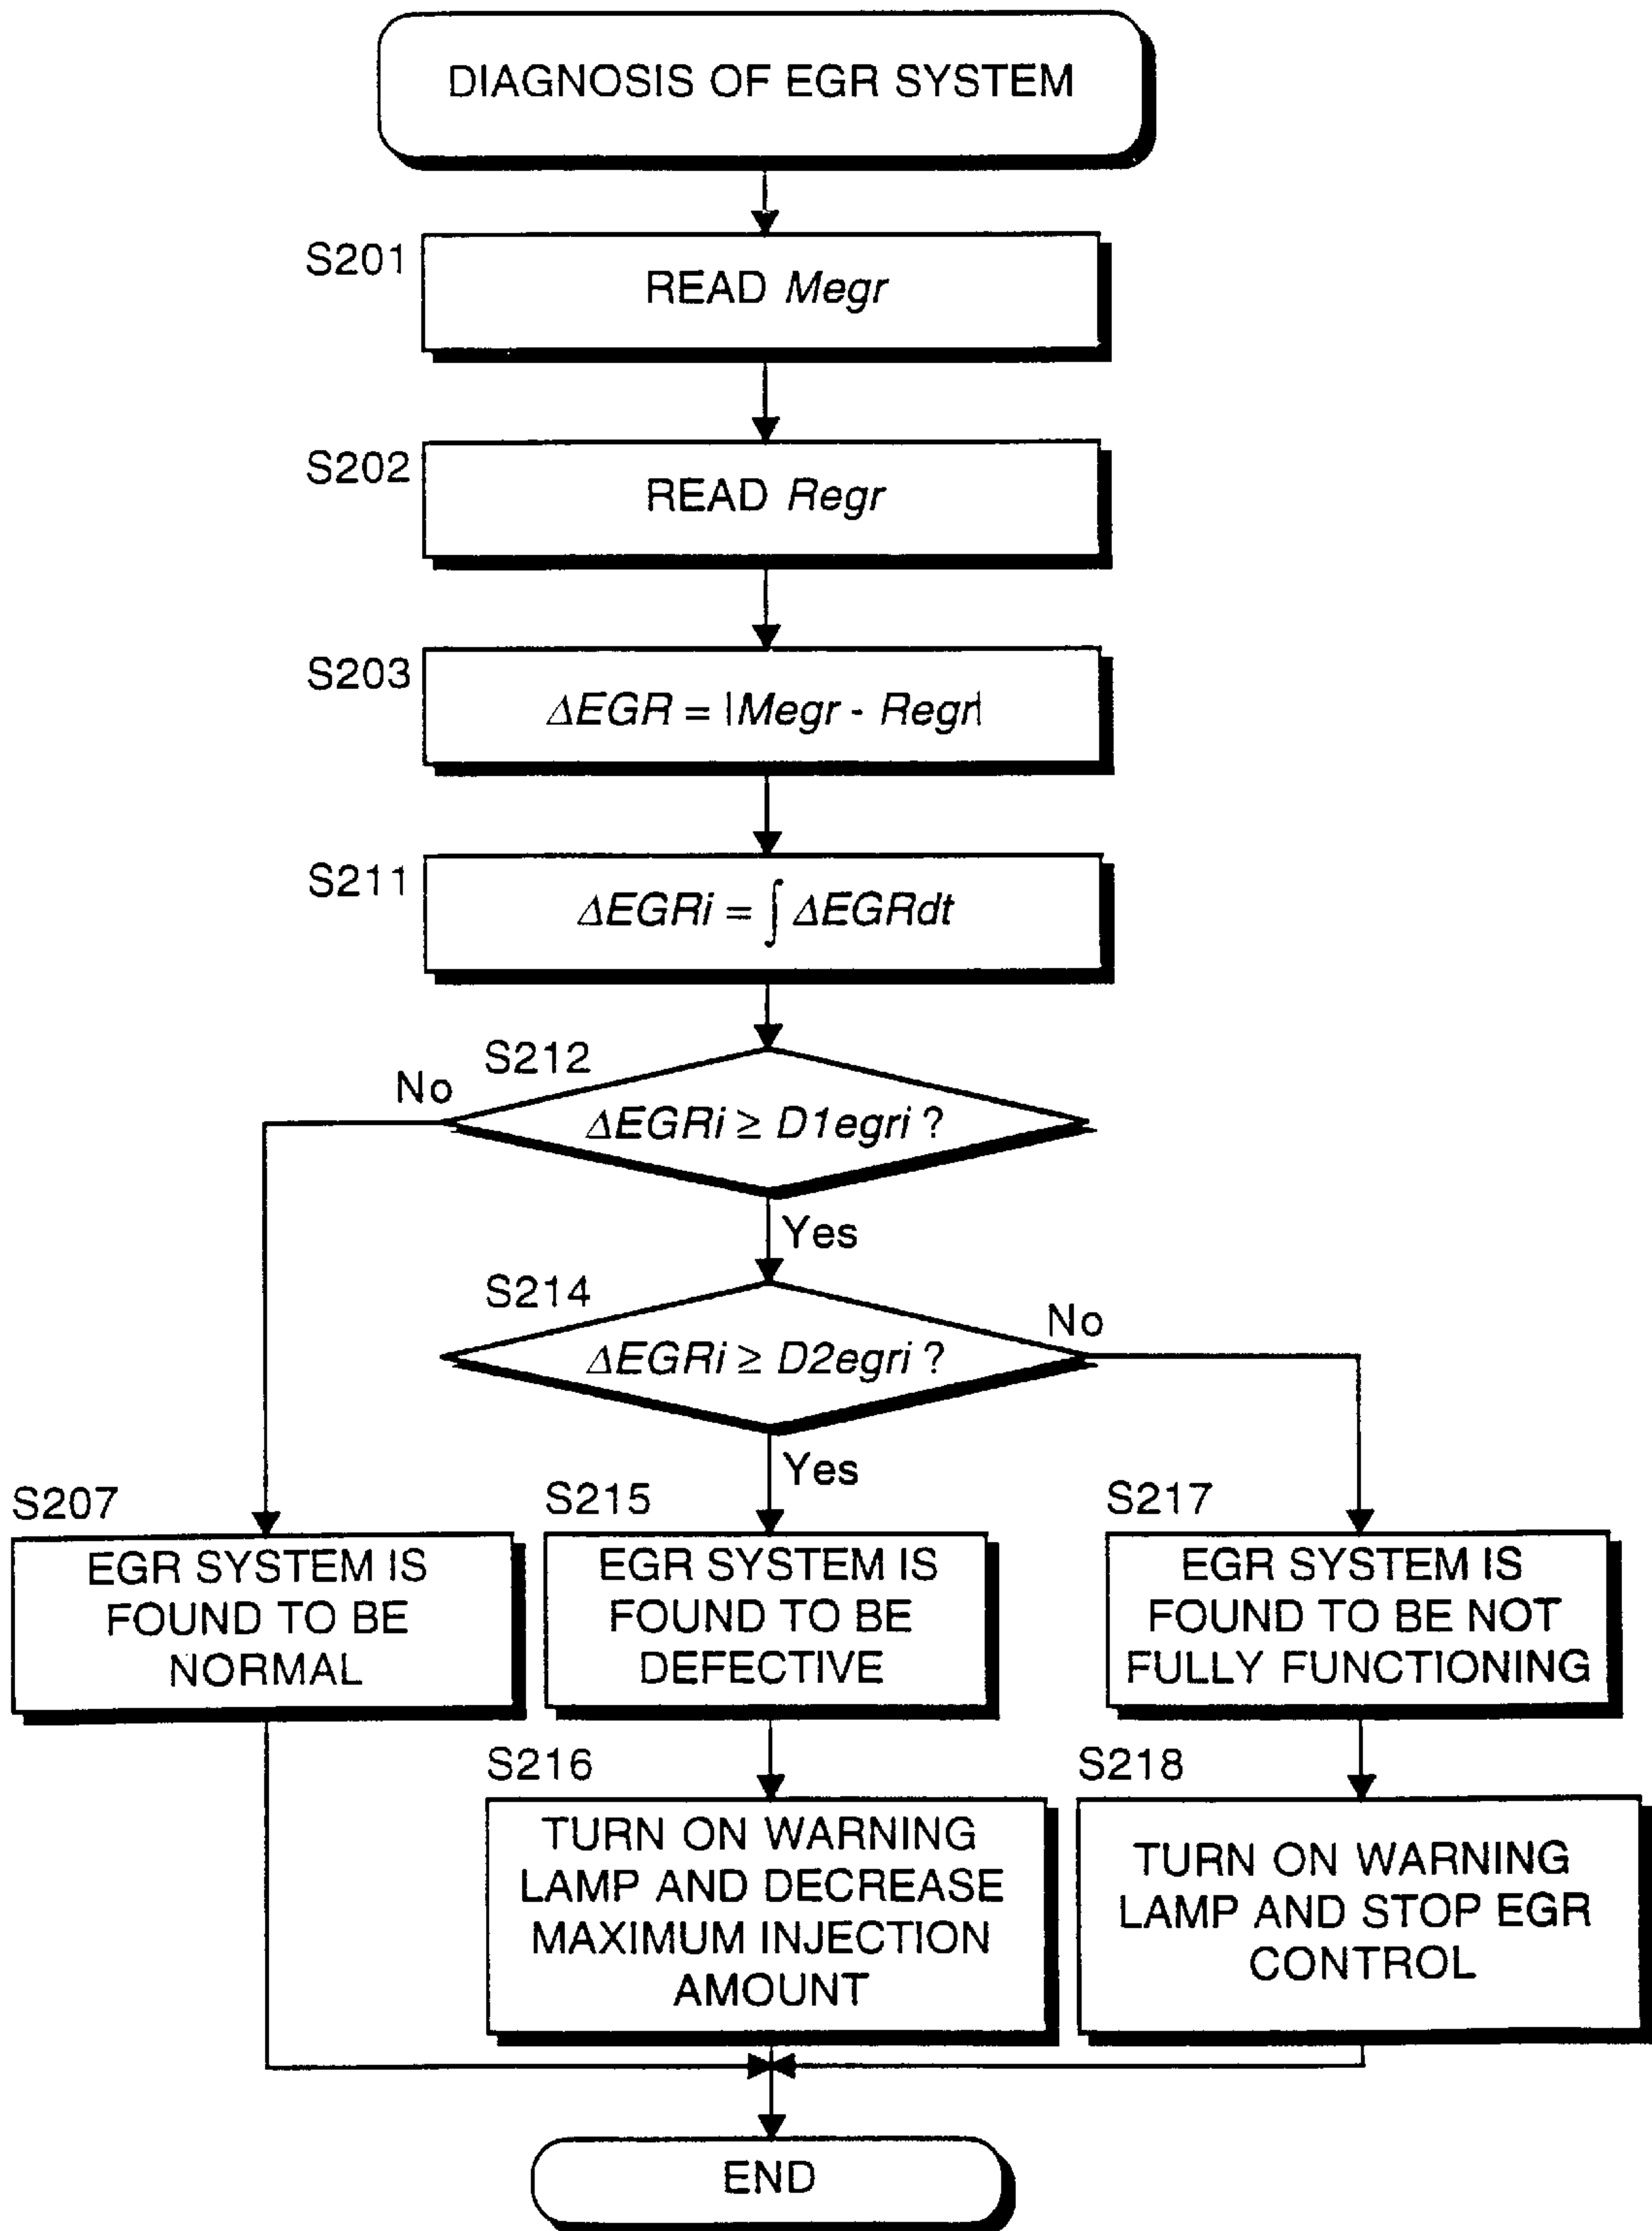 DIAGNOSIS OF EGR SYSTEM
S201
READ Megr
S202
READ Regr
S203
ΔEGR = |Megr - Regr|
S211
ΔEGRi = ∫ ΔEGRdt
S212
No
ΔEGRi ≥ D1egri ?
Yes
S214
No
ΔEGRi ≥ D2egri ?
Yes
S207
EGR SYSTEM IS
FOUND TO BE
NORMAL
S215
EGR SYSTEM IS
FOUND TO BE
DEFECTIVE
S217
EGR SYSTEM IS
FOUND TO BE NOT
FULLY FUNCTIONING
S216
TURN ON WARNING
LAMP AND DECREASE
MAXIMUM INJECTION
AMOUNT
S218
TURN ON WARNING
LAMP AND STOP EGR
CONTROL
END